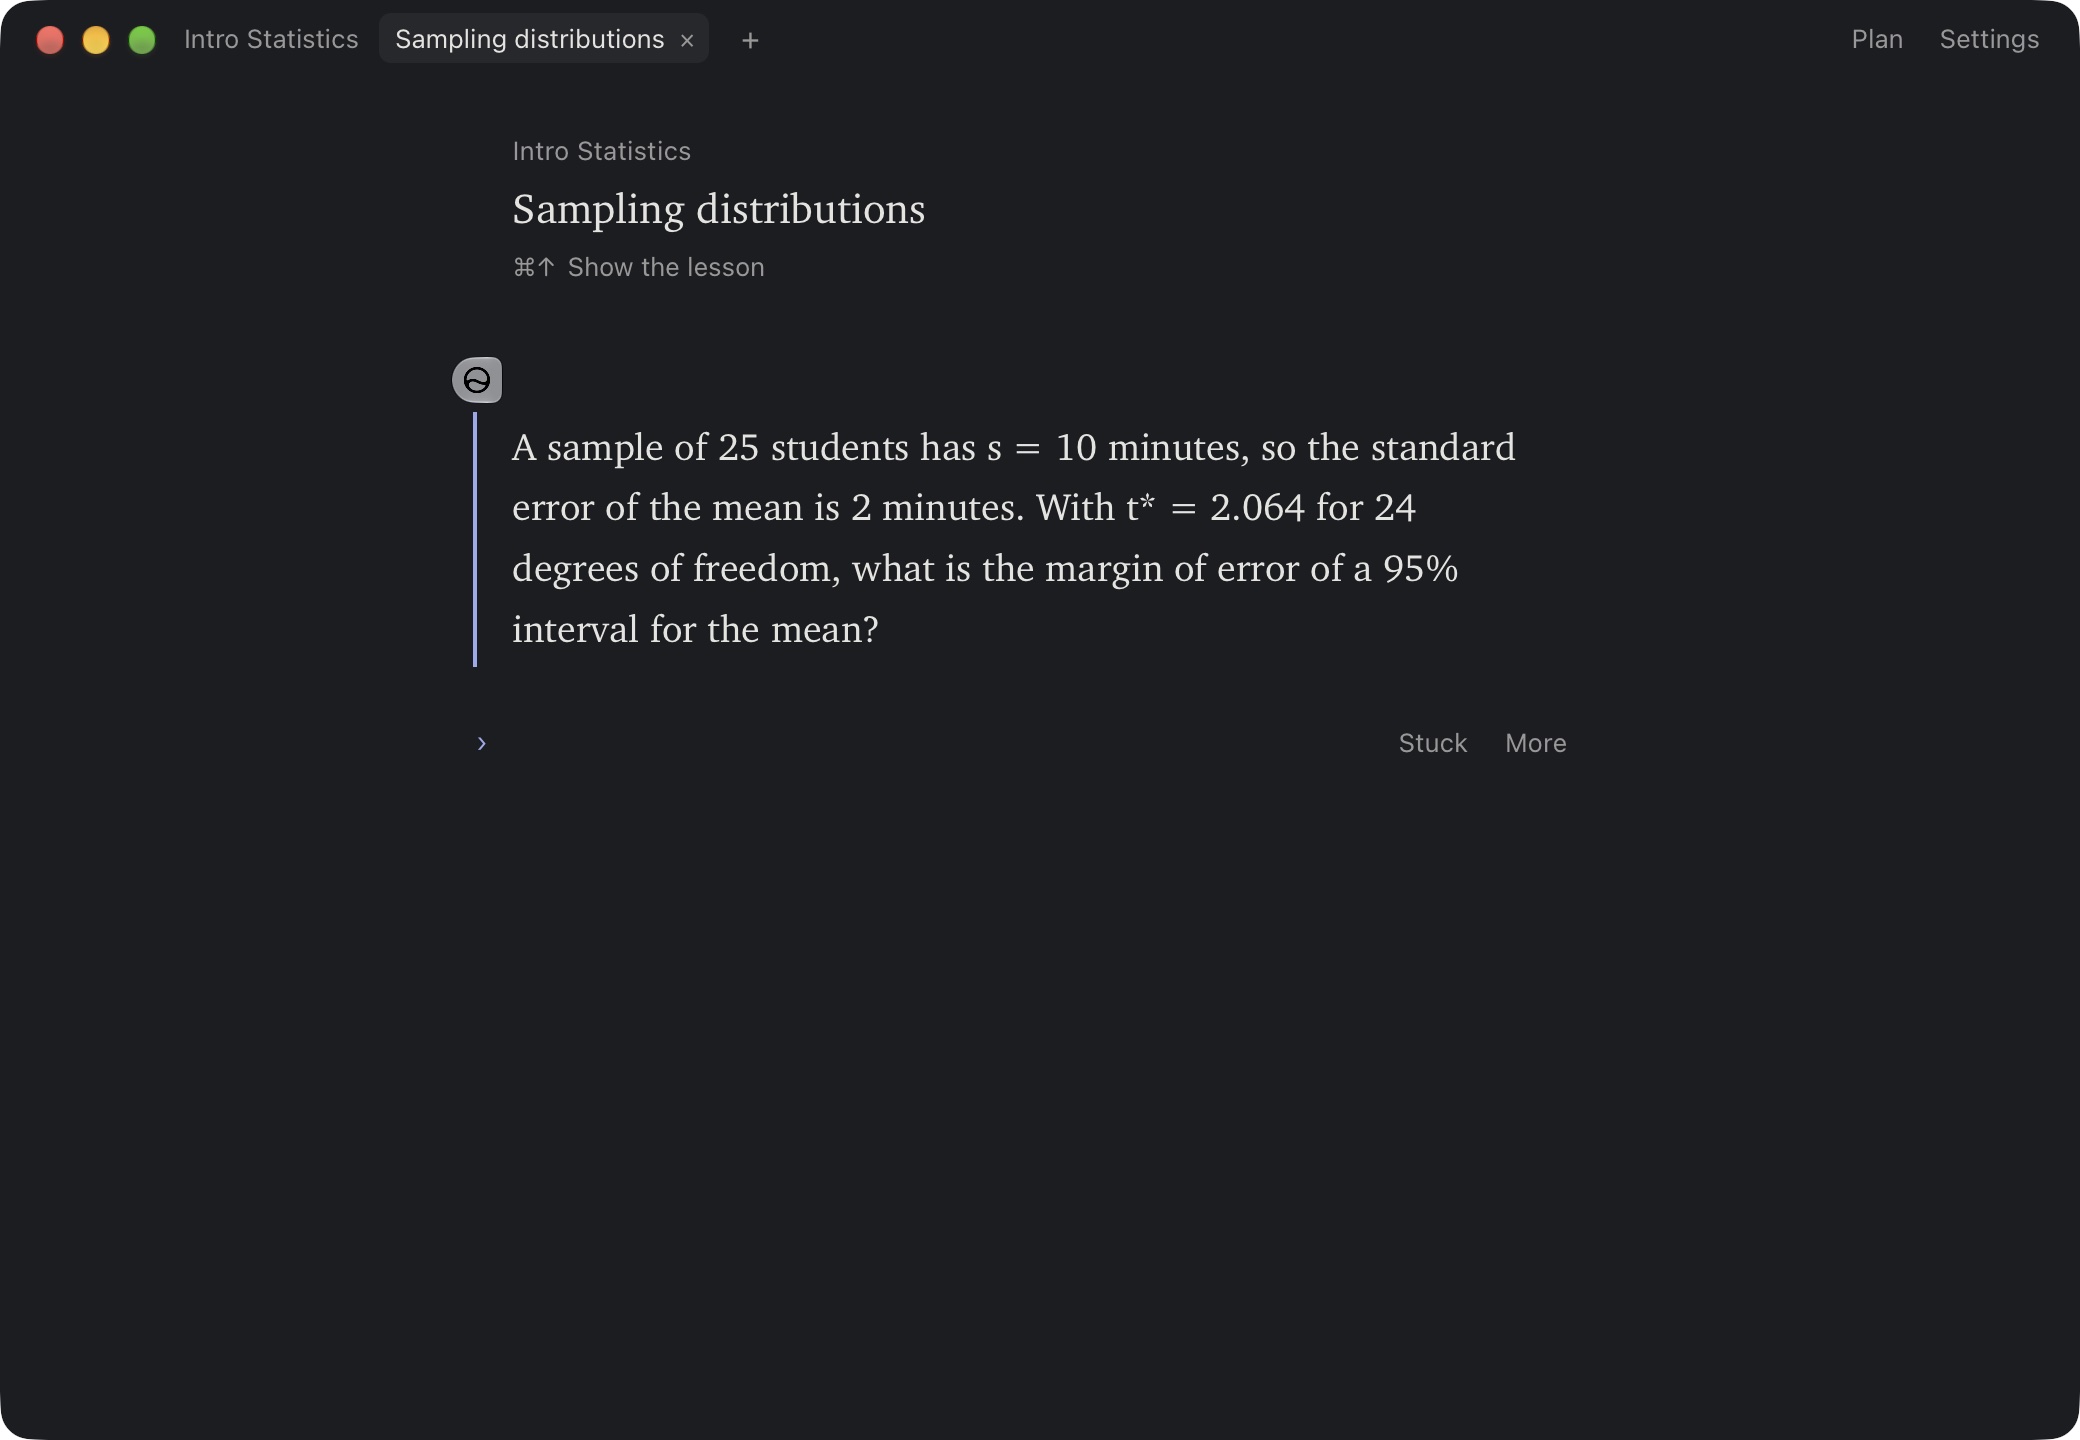 Intro Statistics
Sampling distributions ×
+
Plan
Settings
Intro Statistics
Sampling distributions
⌘↑ Show the lesson
A sample of 25 students has s = 10 minutes, so the standard
error of the mean is 2 minutes. With t* = 2.064 for 24
degrees of freedom, what is the margin of error of a 95%
interval for the mean?
›
Stuck
More